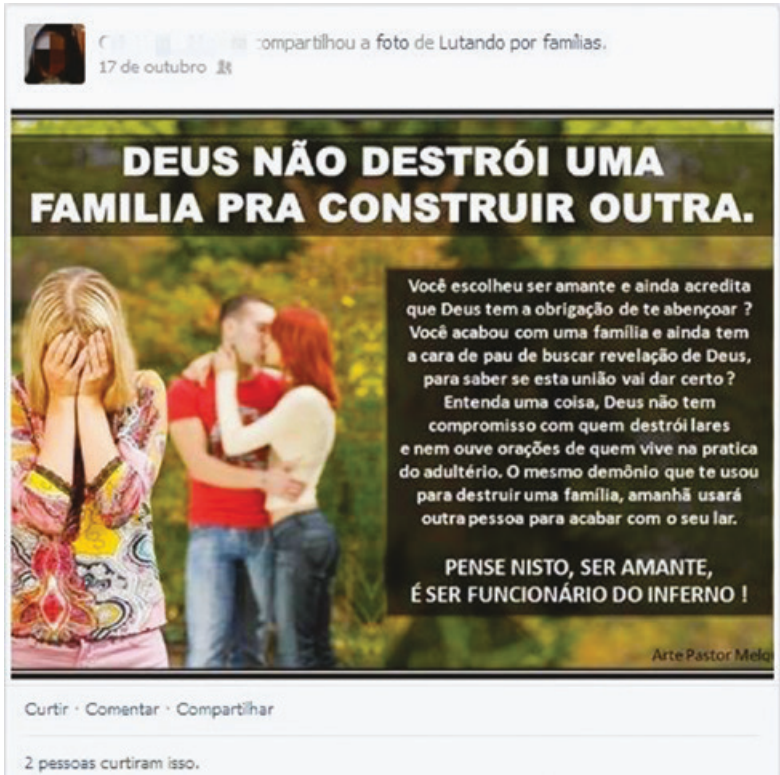 compartilhou a foto de Lutando por famílias.
17 de outubro
DEUS NÃO DESTRÓI UMA
FAMILIA PRA CONSTRUIR OUTRA.
Você escolheu ser amante e ainda acredita
que Deus tem a obrigação de te abençoar ?
Você acabou com uma família e ainda tem
a cara de pau de buscar revelação de Deus,
para saber se esta união vai dar certo ?
Entenda uma coisa, Deus não tem
compromisso com quem destrói lares
e nem ouve orações de quem vive na pratica
do adultério. O mesmo demônio que te usou
para destruir uma família, amanhã usará
outra pessoa para acabar com o seu lar.
PENSE NISTO, SER AMANTE,
É SER FUNCIONÁRIO DO INFERNO !
Arte Pastor
Curtir · Comentar · Compartilhar
2 pessoas curtiram isso.